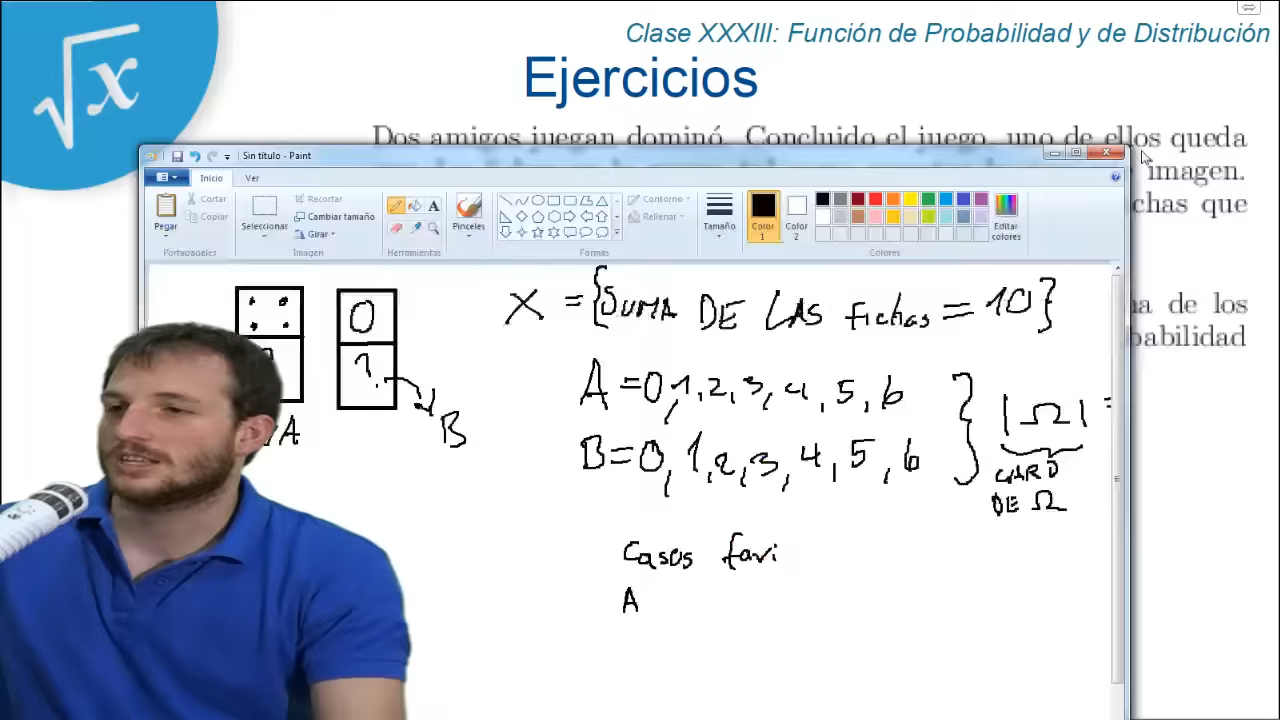 Clase XXXIII: Función de Probabilidad y de Distribución
Ejercicios
√x
Dos amigos juegan dominó. Concluido el juego, uno de ellos queda
imagen.
chas que
na de los
babilidad
Sin título - Paint
Inicio Ver
Pegar
Cortar
Copiar
Portapapeles
Seleccionar
Recortar
Cambiar tamaño
Girar
Imagen
A
Herramientas
Pinceles
Contorno
Rellenar
Formas
Tamaño
Color 1
Color 2
Editar colores
Colores
0
?
A
B
X = {SUMA DE LAS fichas = 10}
A = 0, 1, 2, 3, 4, 5, 6
B = 0, 1, 2, 3, 4, 5, 6
} |Ω| =
CARD
DE Ω
Casos favi
A